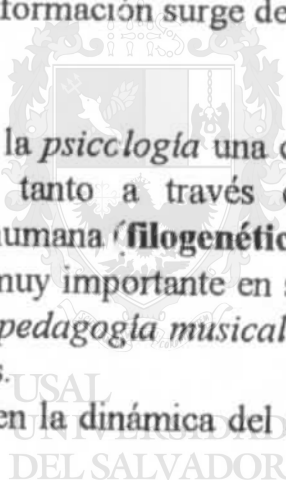 formación surge de
la psicclogía una
tanto a través
humana (filogenétic
muy importante en
pedagogía musical
s.
en la dinámica del
USAL
UNIVERSIDAD
DEL SALVADOR